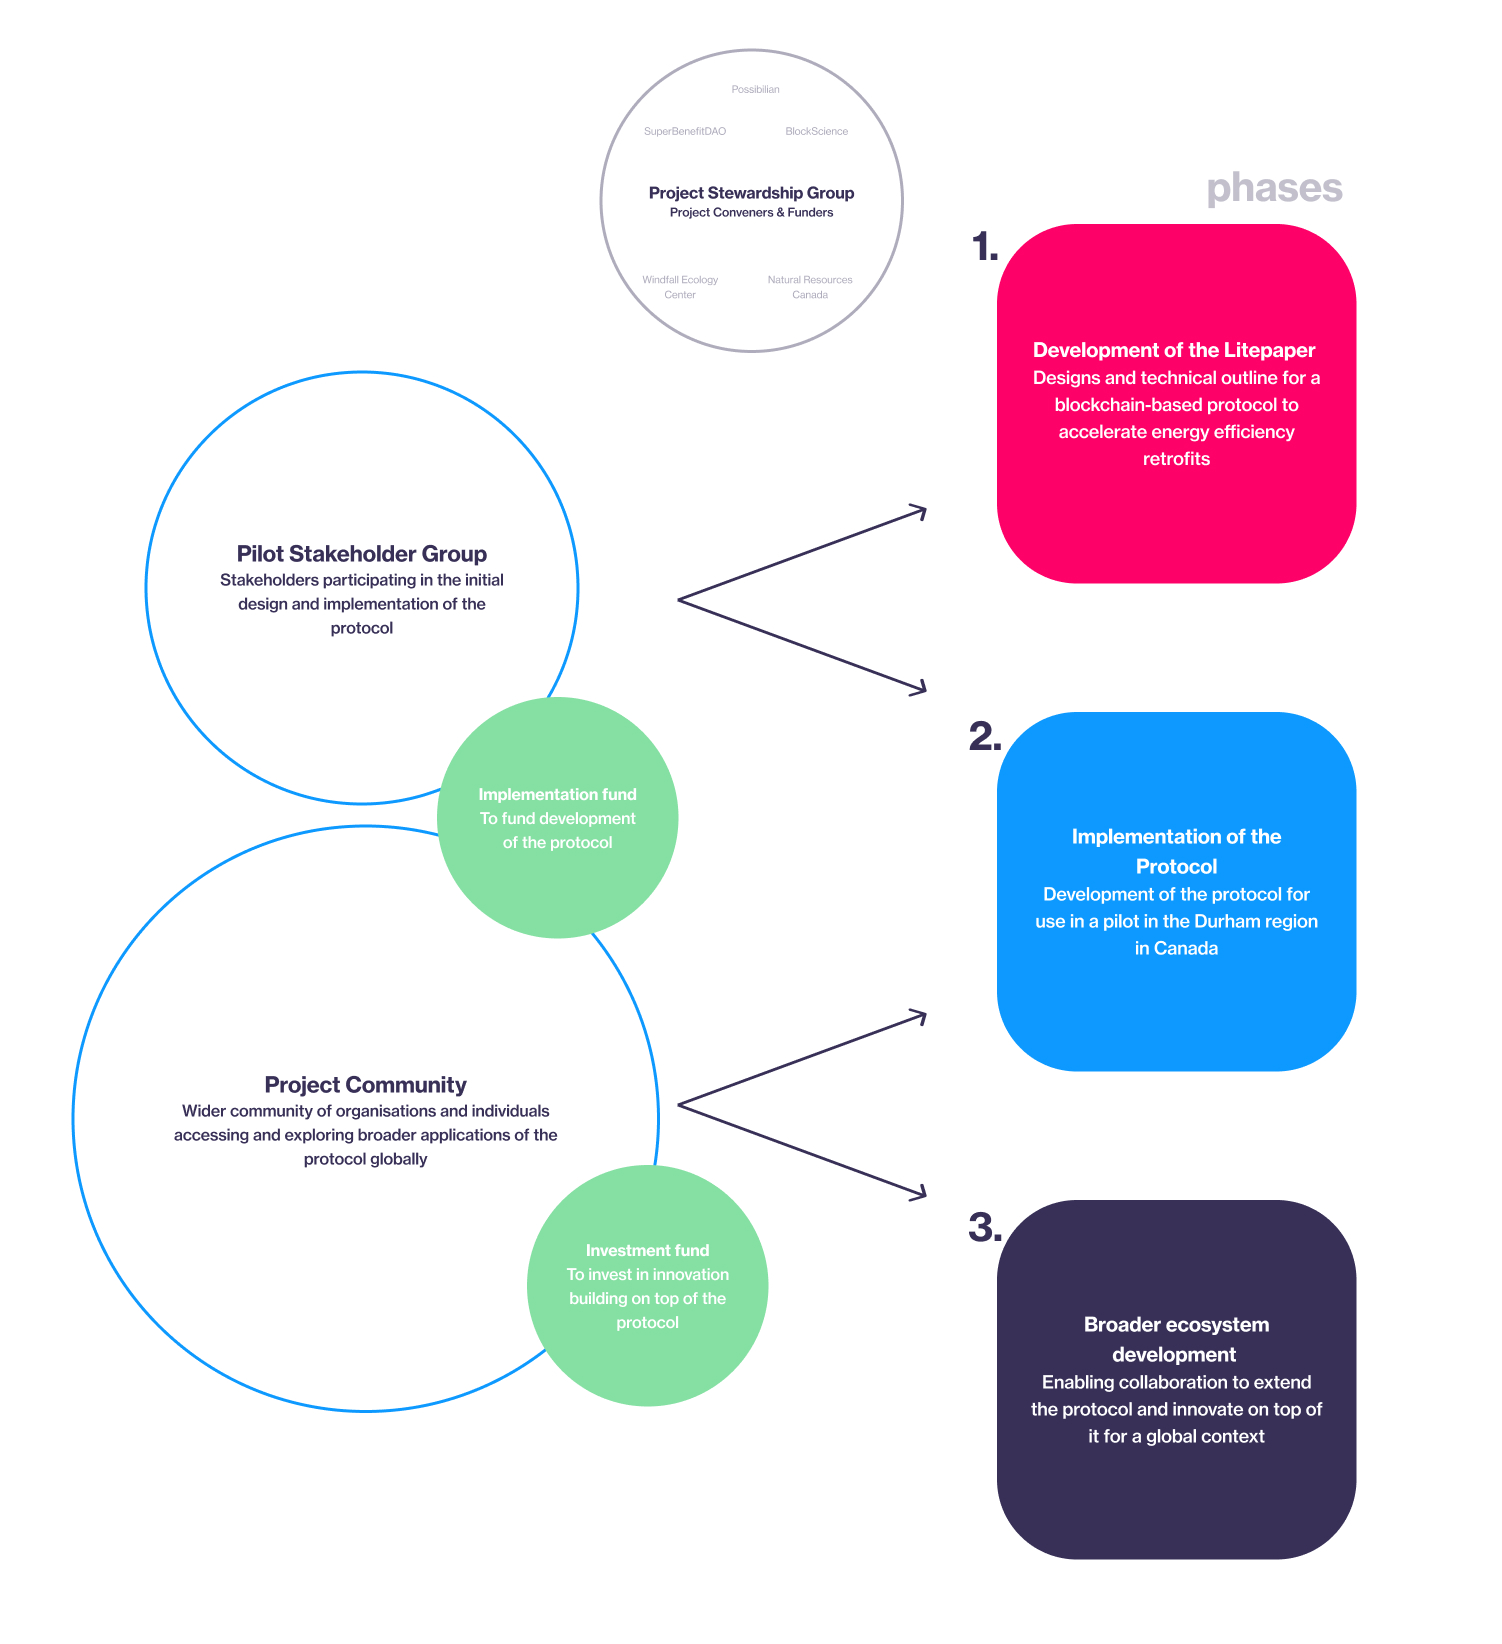 Possibilian
SuperBenefitDAO
BlockScience
Project Stewardship Group
Project Conveners & Funders
Windfall Ecology
Center
Natural Resources
Canada
Pilot Stakeholder Group
Stakeholders participating in the initial
design and implementation of the
protocol
Implementation fund
To fund development
of the protocol
Project Community
Wider community of organisations and individuals
accessing and exploring broader applications of the
protocol globally
Investment fund
To invest in innovation
building on top of the
protocol
phases
1.
Development of the Litepaper
Designs and technical outline for a
blockchain-based protocol to
accelerate energy efficiency
retrofits
2.
Implementation of the
Protocol
Development of the protocol for
use in a pilot in the Durham region
in Canada
3.
Broader ecosystem
development
Enabling collaboration to extend
the protocol and innovate on top of
it for a global context